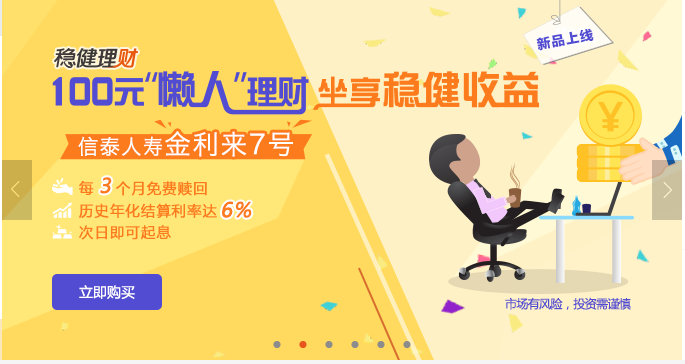 新品上线
稳健理财
100元“懒人”理财 坐享稳健收益
信泰人寿金利来7号
每3个月免费赎回
历史年化结算利率达6%
次日即可起息
立即购买
市场有风险，投资需谨慎
¥